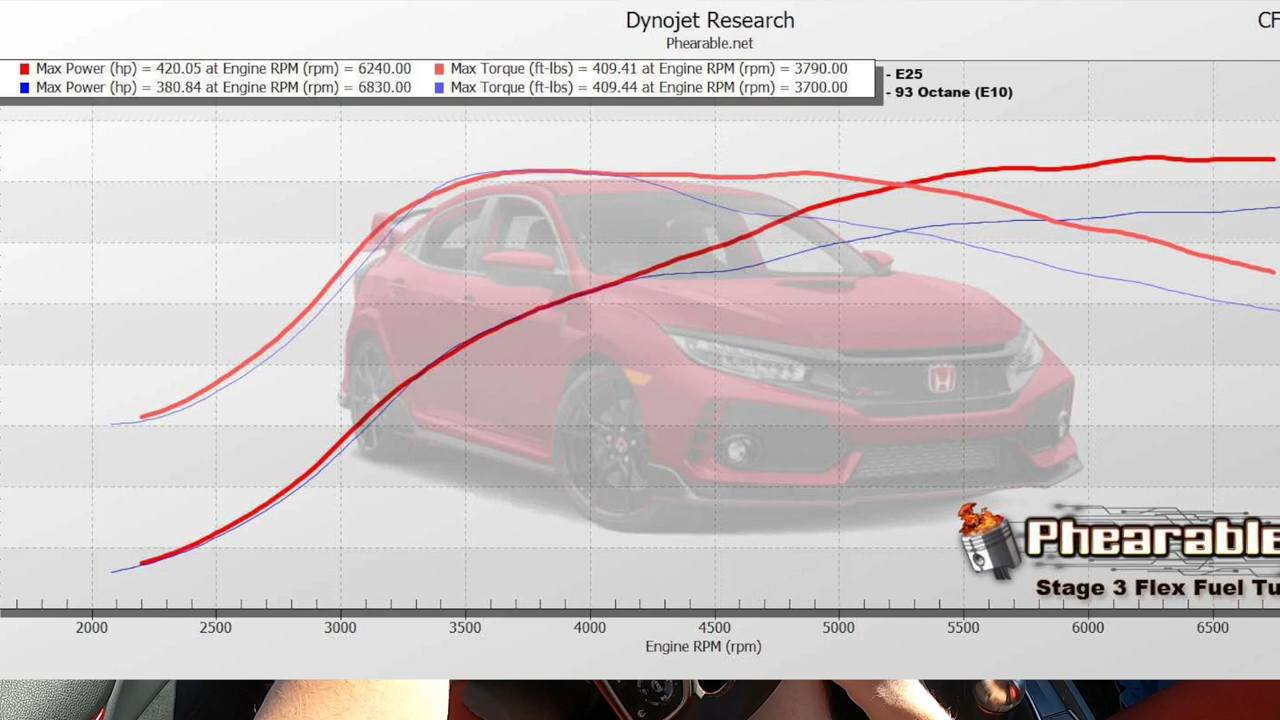 Dynojet Research
CF
Phearable.net
Max Power (hp) = 420.05 at Engine RPM (rpm) = 6240.00 Max Torque (ft-lbs) = 409.41 at Engine RPM (rpm) = 3790.00
- E25
Max Power (hp) = 380.84 at Engine RPM (rpm) = 6830.00 Max Torque (ft-lbs) = 409.44 at Engine RPM (rpm) = 3700.00
- 93 Octane (E10)
Phearable
Stage 3 Flex Fuel Tu
2000 2500 3000 3500 4000 4500 5000 5500 6000 6500
Engine RPM (rpm)